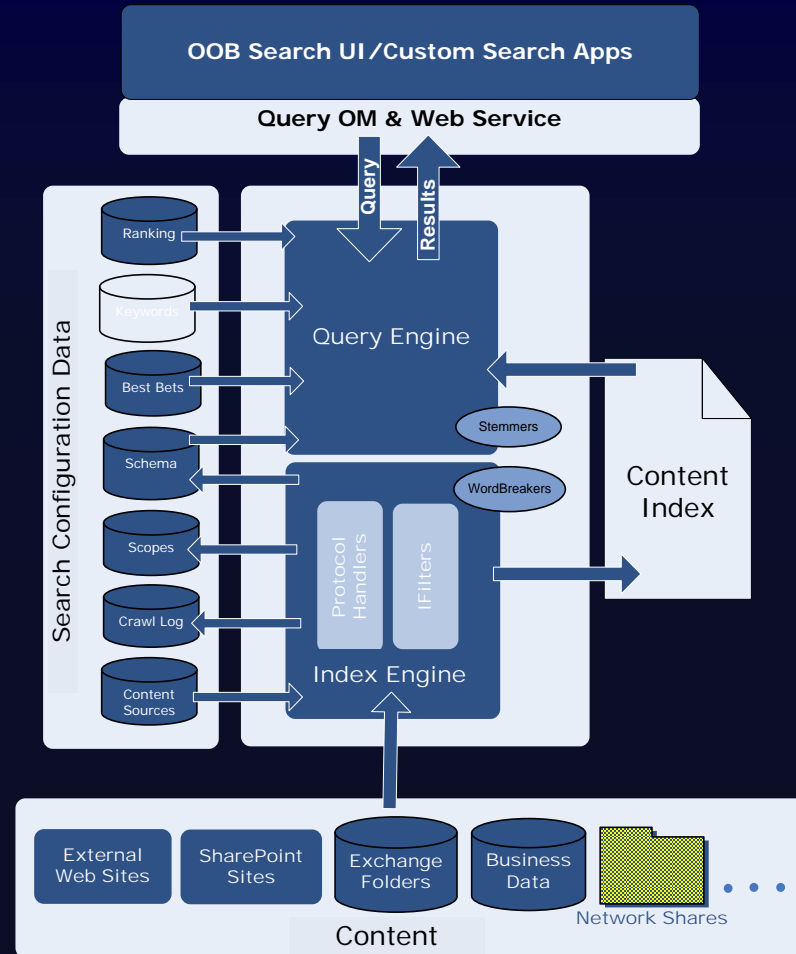 OOB Search UI/Custom Search Apps
Query OM & Web Service
Query
Results
Search Configuration Data
Ranking
Keywords
Best Bets
Schema
Scopes
Crawl Log
Content
Sources
Query Engine
Stemmers
WordBreakers
Protocol
Handlers
IFilters
Index Engine
Content
Index
External
Web Sites
SharePoint
Sites
Exchange
Folders
Business
Data
Network Shares
Content